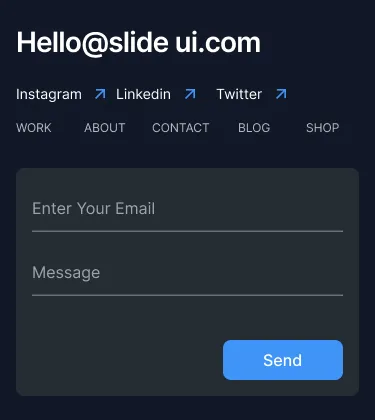 Hello@slide ui.com
Instagram Linkedin Twitter
WORK ABOUT CONTACT BLOG SHOP
Enter Your Email
Message
Send